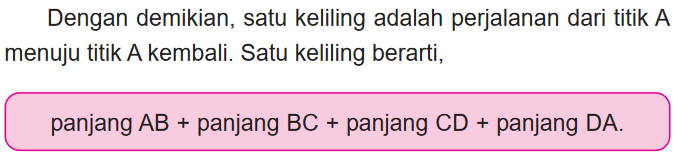 Dengan demikian, satu keliling adalah perjalanan dari titik A
menuju titik A kembali. Satu keliling berarti,
panjang AB + panjang BC + panjang CD + panjang DA.